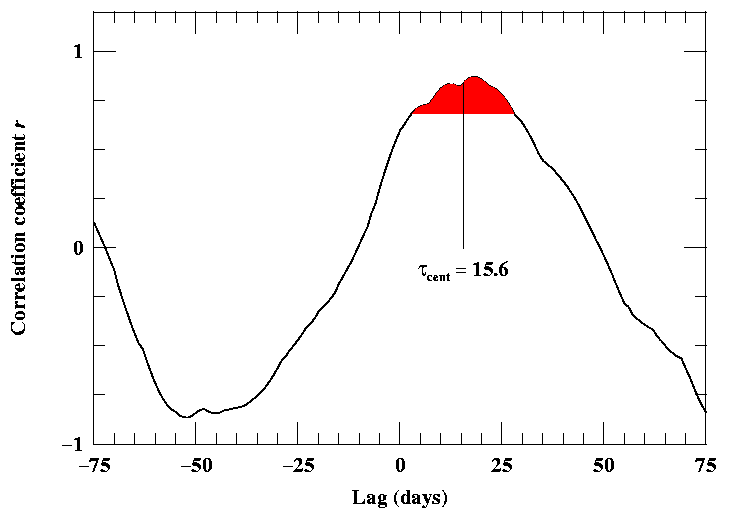 1
0
−1
Correlation coefficient r
τcent = 15.6
−75 −50 −25 0 25 50 75
Lag (days)